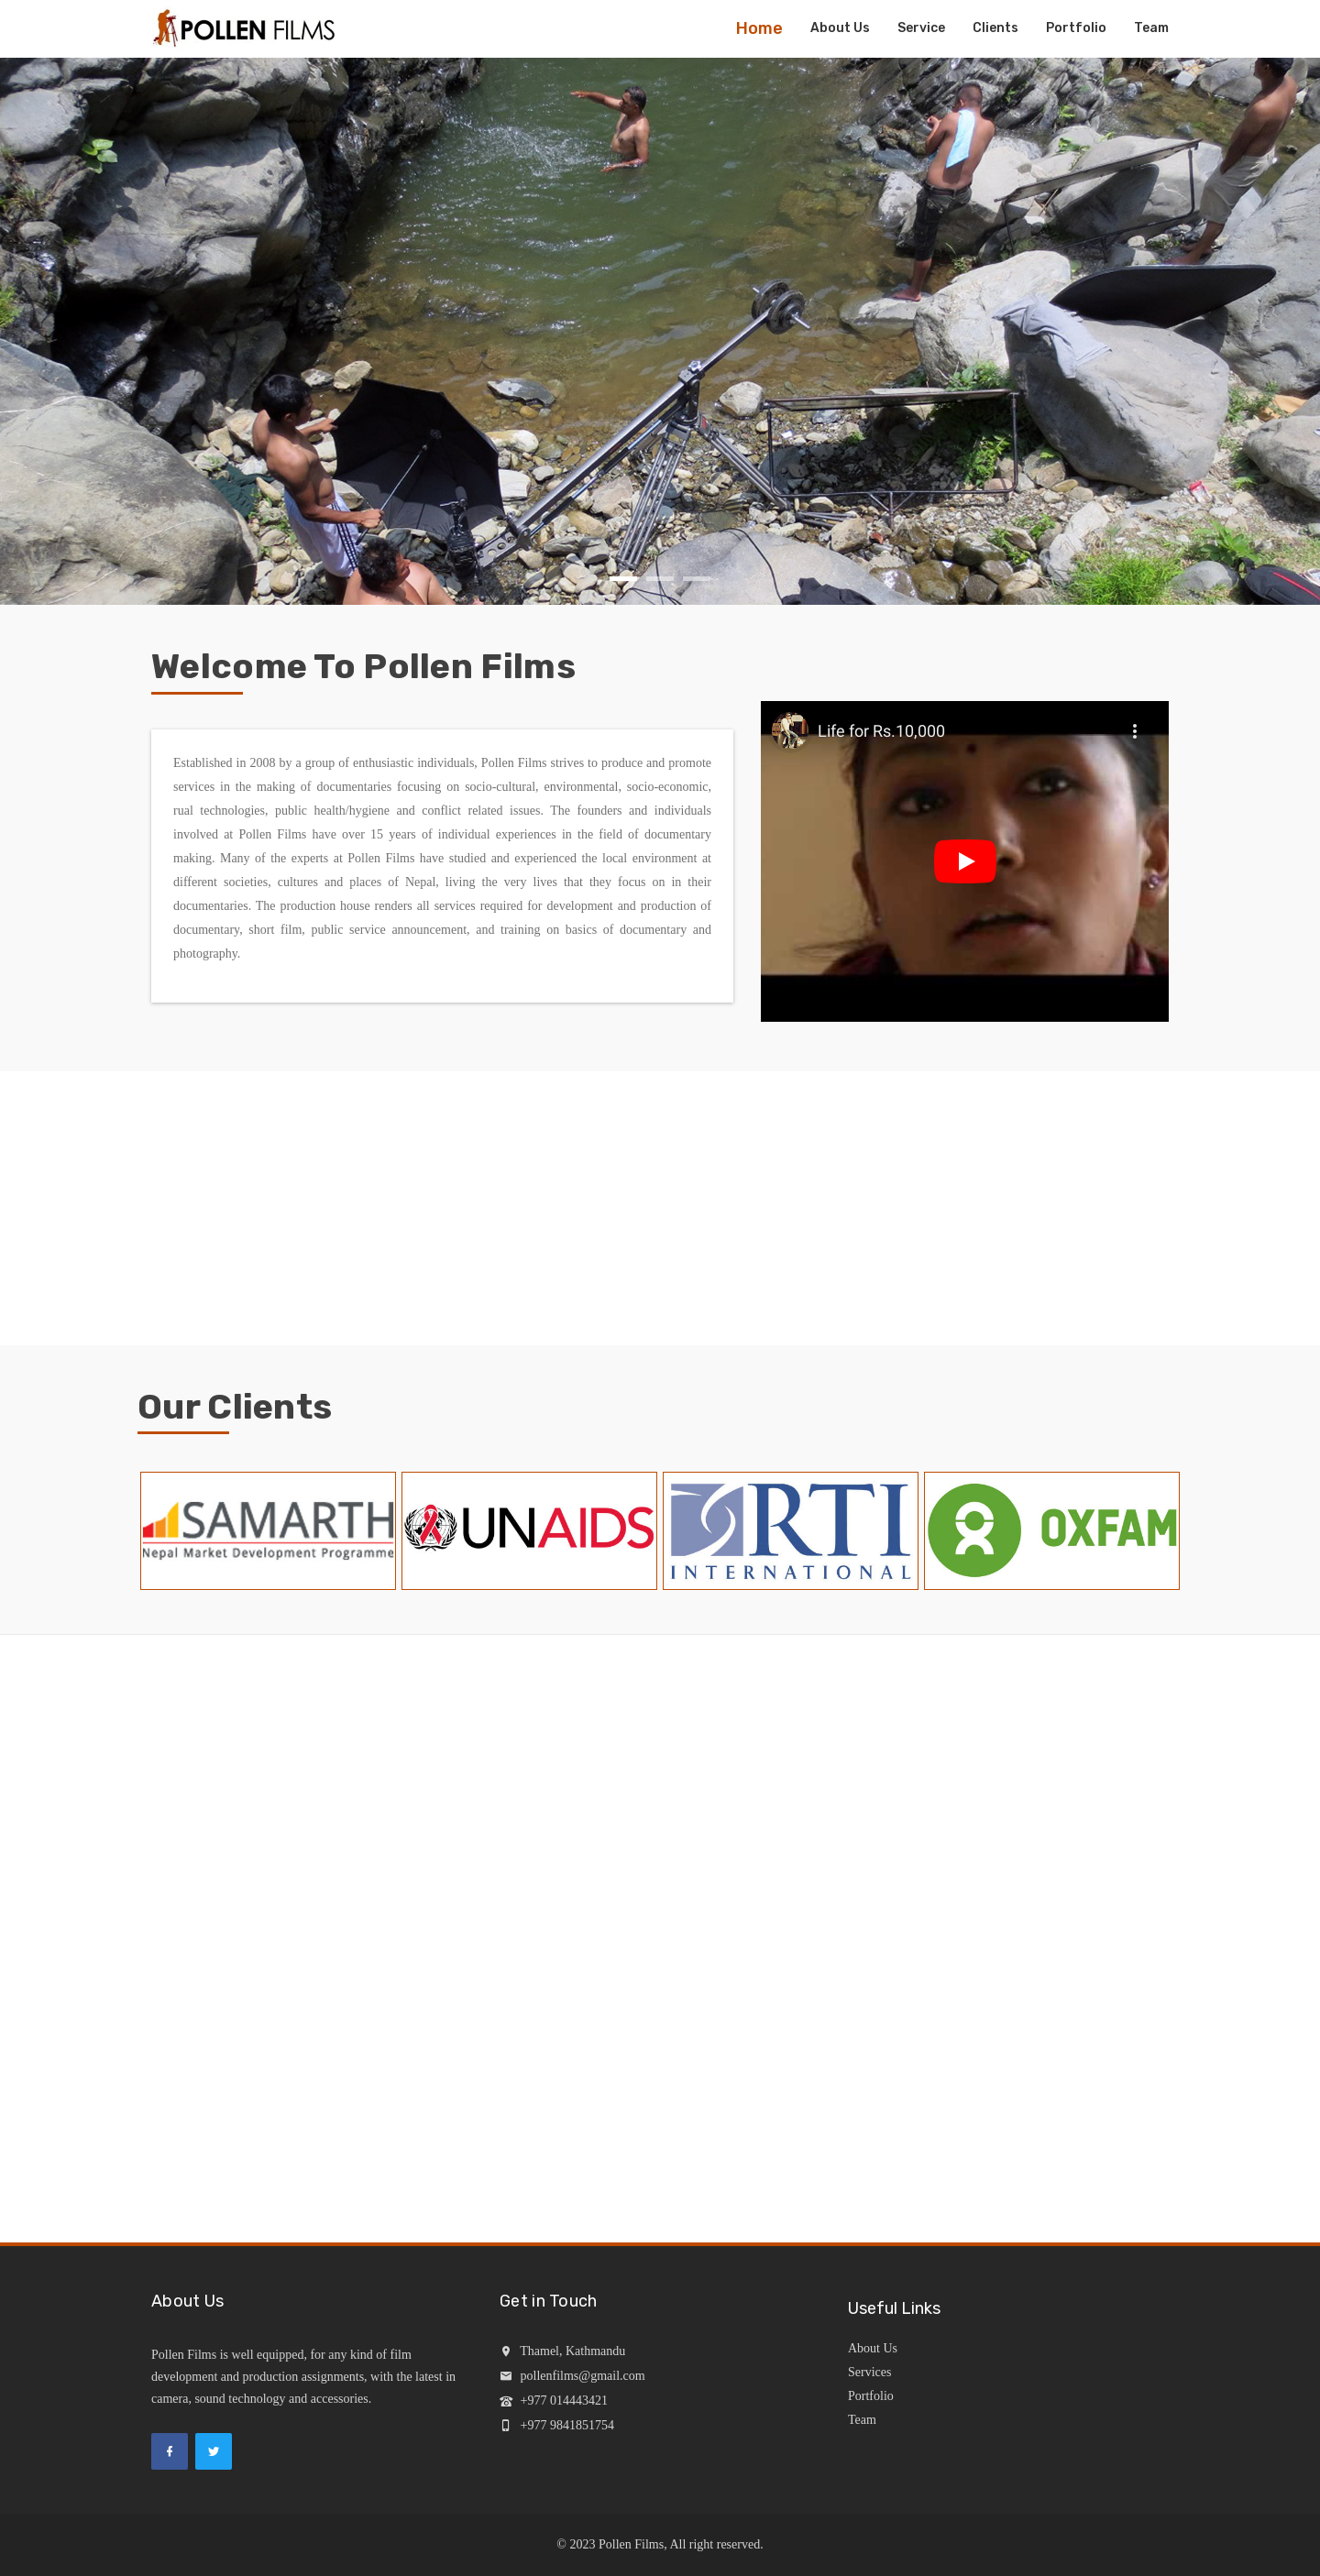 POLLEN FILMS
Home
About Us
Service
Clients
Portfolio
Team
Welcome To Pollen Films
Established in 2008 by a group of enthusiastic individuals, Pollen Films strives to produce and promote
services in the making of documentaries focusing on socio-cultural, environmental, socio-economic,
rual technologies, public health/hygiene and conflict related issues. The founders and individuals
involved at Pollen Films have over 15 years of individual experiences in the field of documentary
making. Many of the experts at Pollen Films have studied and experienced the local environment at
different societies, cultures and places of Nepal, living the very lives that they focus on in their
documentaries. The production house renders all services required for development and production of
documentary, short film, public service announcement, and training on basics of documentary and
photography.
Life for Rs.10,000
Our Clients
SAMARTH
Nepal Market Development Programme
UNAIDS
RTI
INTERNATIONAL
OXFAM
About Us
Pollen Films is well equipped, for any kind of film
development and production assignments, with the latest in
camera, sound technology and accessories.
Get in Touch
Thamel, Kathmandu
pollenfilms@gmail.com
+977 014443421
+977 9841851754
Useful Links
About Us
Services
Portfolio
Team
© 2023 Pollen Films, All right reserved.